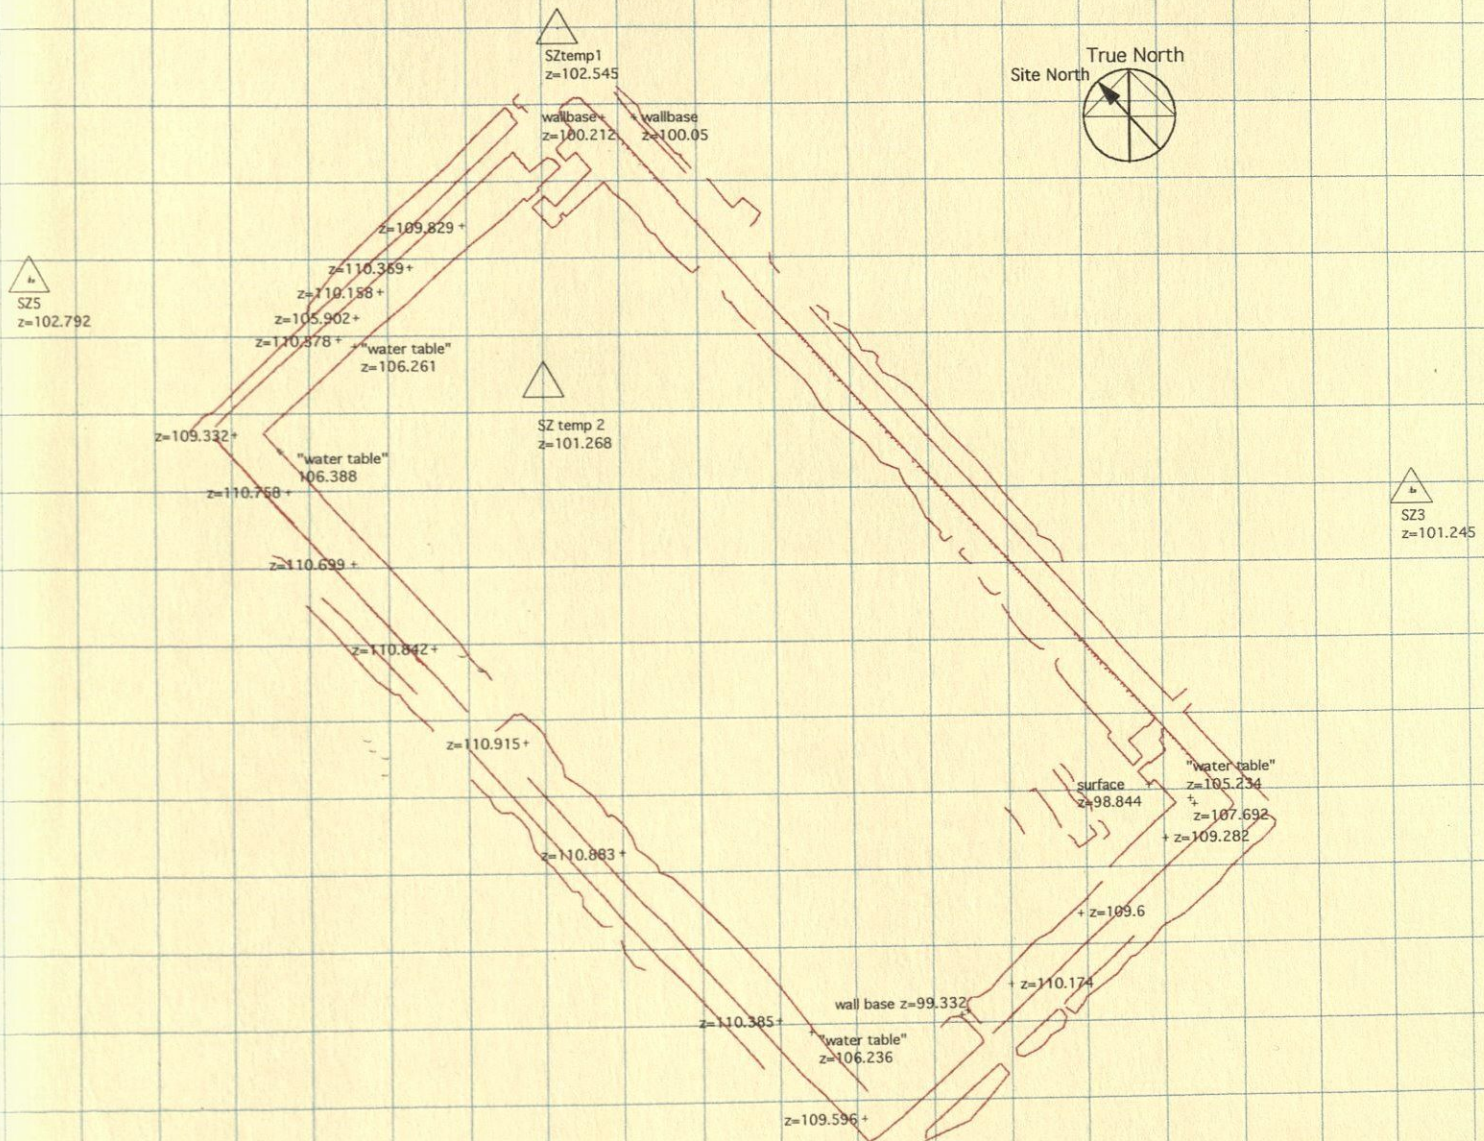 SZtemp1
z=102.545
True North
Site North
wallbase
z=100.212
wallbase
z=100.05
z=109.829
z=110.369
z=110.158
z=105.902
z=110.578
"water table"
z=106.261
SZ5
z=102.792
SZ temp 2
z=101.268
z=109.332
"water table"
106.388
z=110.758
SZ3
z=101.245
z=110.699
z=110.842
z=110.915
"water table"
z=105.234
surface
z=98.844
z=107.692
z=109.282
z=110.883
z=109.6
z=110.174
wall base z=99.332
z=110.385
"water table"
z=106.236
z=109.596